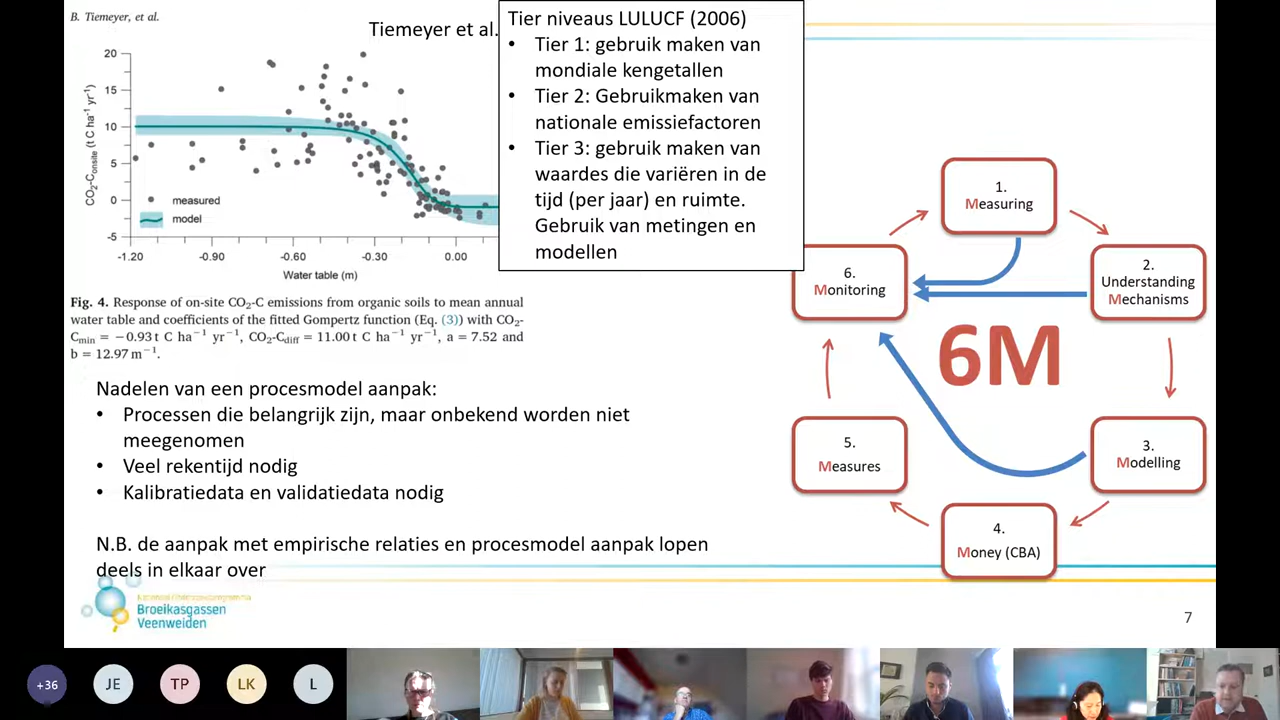 B. Tiemeyer, et al.
Tiemeyer et al.
20
15
10
5
0
-5
CO₂-Consite (t C ha⁻¹ yr⁻¹)
measured
model
-1.20 -0.90 -0.60 -0.30 0.00
Water table (m)
Fig. 4. Response of on-site CO₂-C emissions from organic soils to mean annual
water table and coefficients of the fitted Gompertz function (Eq. (3)) with CO₂-
Cmin = −0.93 t C ha⁻¹ yr⁻¹, CO₂-Cdiff = 11.00 t C ha⁻¹ yr⁻¹, a = 7.52 and
b = 12.97 m⁻¹.
Tier niveaus LULUCF (2006)
• Tier 1: gebruik maken van
mondiale kengetallen
• Tier 2: Gebruikmaken van
nationale emissiefactoren
• Tier 3: gebruik maken van
waardes die variëren in de
tijd (per jaar) en ruimte.
Gebruik van metingen en
modellen
Nadelen van een procesmodel aanpak:
• Processen die belangrijk zijn, maar onbekend worden niet
meegenomen
• Veel rekentijd nodig
• Kalibratiedata en validatiedata nodig
N.B. de aanpak met empirische relaties en procesmodel aanpak lopen
deels in elkaar over
1.
Measuring
2.
Understanding
Mechanisms
3.
Modelling
4.
Money (CBA)
5.
Measures
6.
Monitoring
6M
Broeikasgassen
Veenweiden
7
+36
JE
TP
LK
L